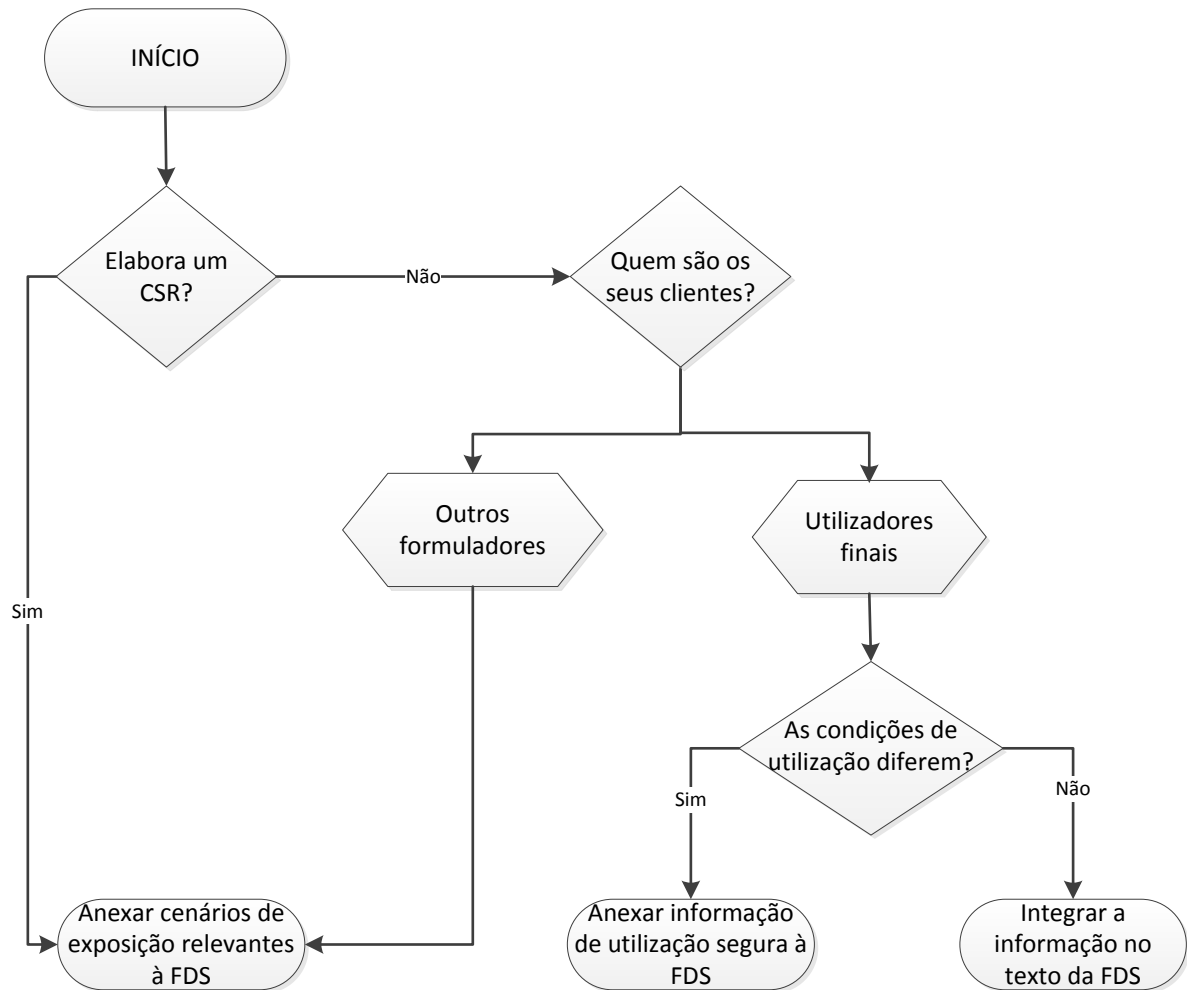 INÍCIO
Elabora um
CSR?
Não
Quem são os
seus clientes?
Outros
formuladores
Utilizadores
finais
Sim
As condições de
utilização diferem?
Sim
Não
Anexar cenários de
exposição relevantes
à FDS
Anexar informação
de utilização segura à
FDS
Integrar a
informação no
texto da FDS